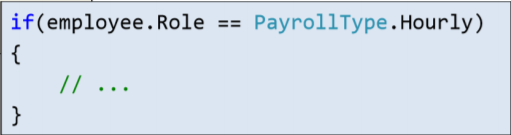 if(employee.Role == PayrollType.Hourly)
{
    // ...
}